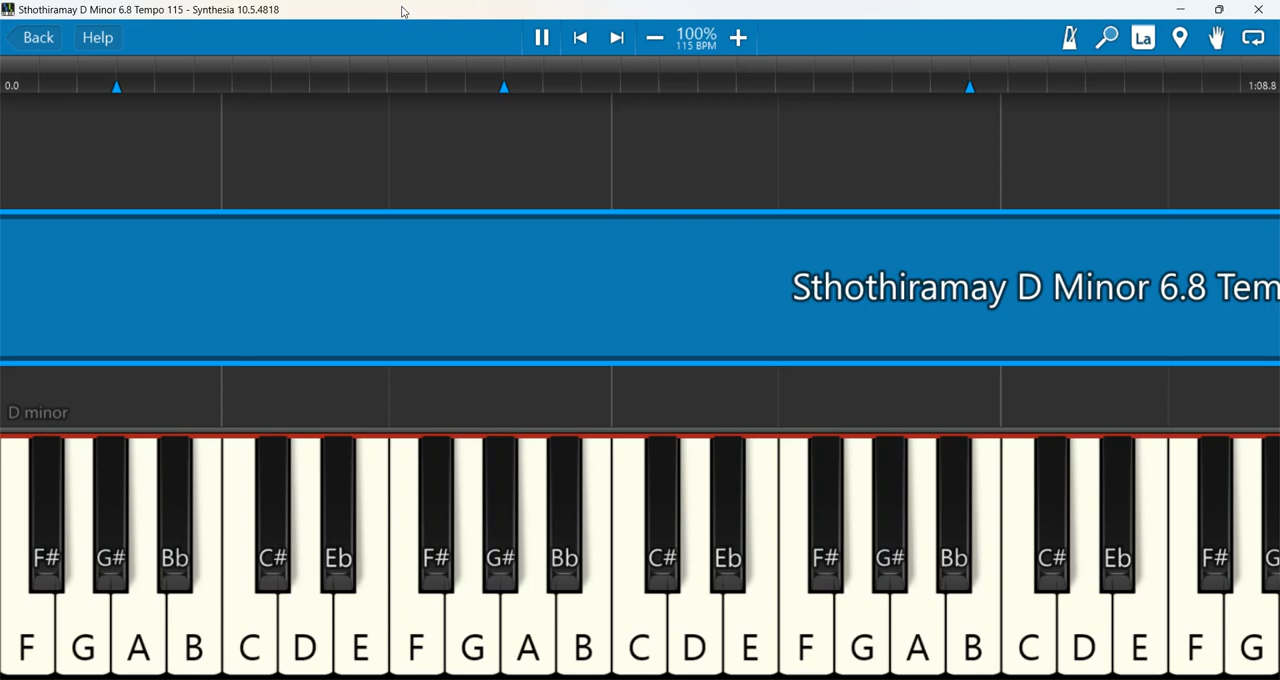 Sthothiramay D Minor 6.8 Tempo 115 - Synthesia 10.5.4818
Back Help 100% La
115 BPM
0.0 1:08.8
Sthothiramay D Minor 6.8 Tem
D minor
F# G# Bb C# Eb F# G# Bb C# Eb F# G# Bb C# Eb F# G
F G A B C D E F G A B C D E F G A B C D E F G